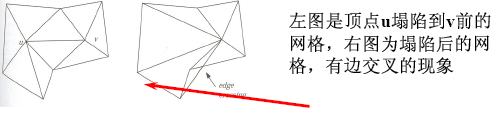 u
v
edge
crossing
左图是顶点u塌陷到v前的
网格，右图为塌陷后的网
格，有边交叉的现象